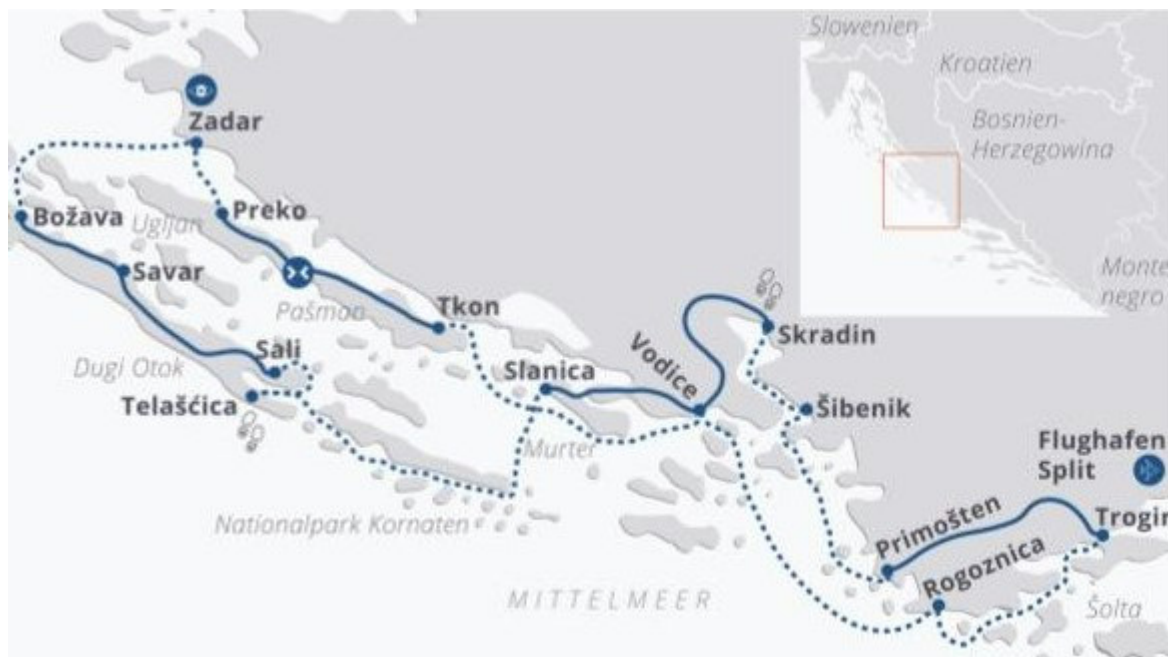 Slowenien
Kroatien
Bosnien-
Herzegowina
Monte
negro
Zadar
Božava
Ugljan
Preko
Savar
Pašman
Tkon
Skradin
Dugi Otok
Sali
Slanica
Vodice
Telašćica
Šibenik
Murter
Flughafen
Split
Nationalpark Kornaten
Primošten
Trogir
Rogoznica
MITTELMEER
Šolta